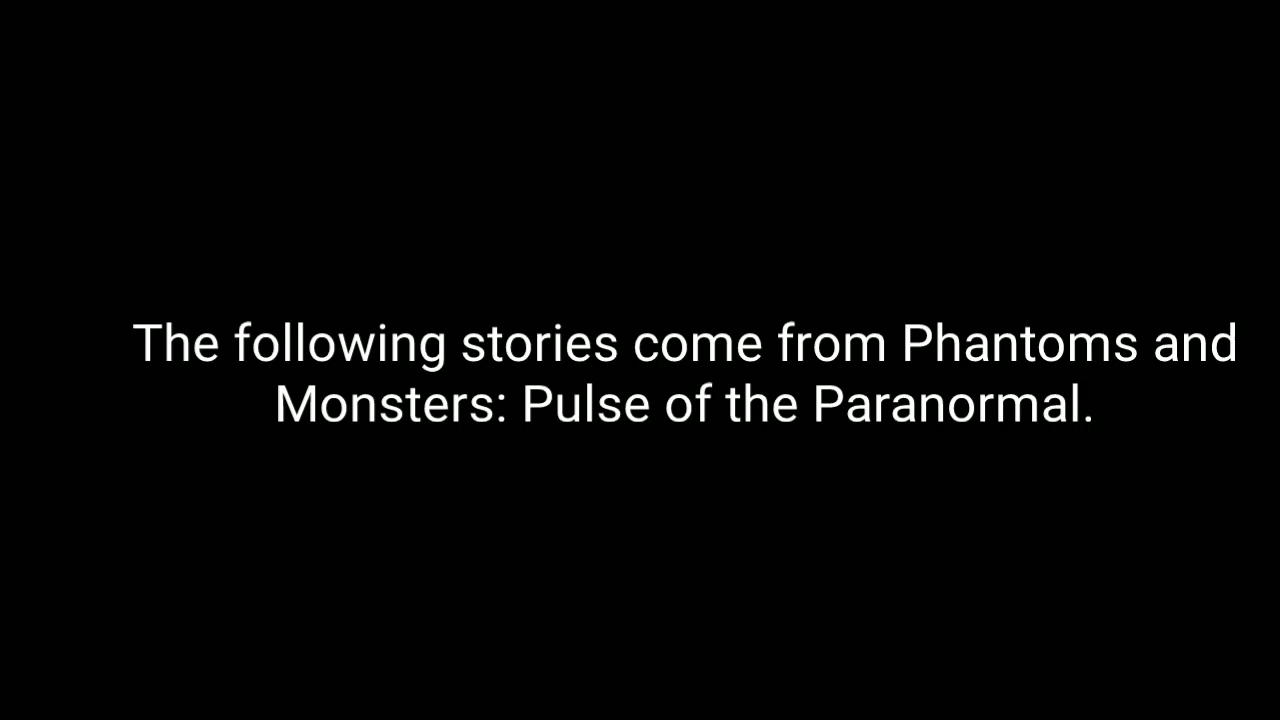 The following stories come from Phantoms and
Monsters: Pulse of the Paranormal.